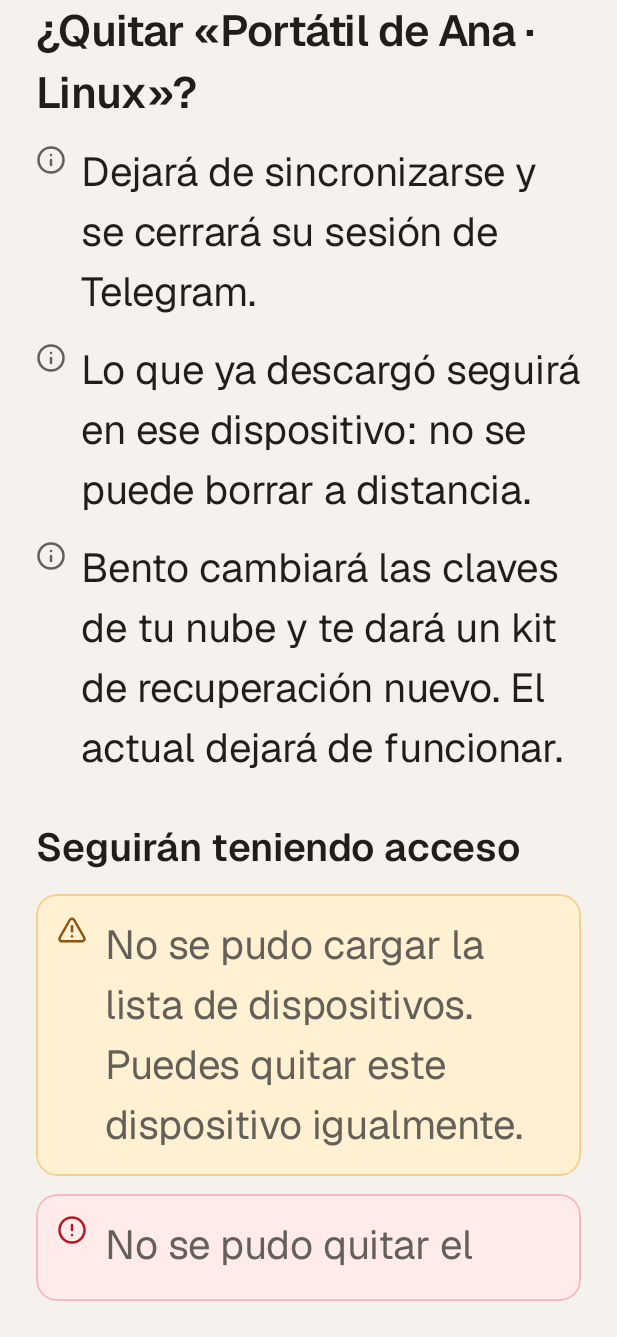 ¿Quitar «Portátil de Ana ·
Linux»?
Dejará de sincronizarse y
se cerrará su sesión de
Telegram.
Lo que ya descargó seguirá
en ese dispositivo: no se
puede borrar a distancia.
Bento cambiará las claves
de tu nube y te dará un kit
de recuperación nuevo. El
actual dejará de funcionar.
Seguirán teniendo acceso
No se pudo cargar la
lista de dispositivos.
Puedes quitar este
dispositivo igualmente.
No se pudo quitar el